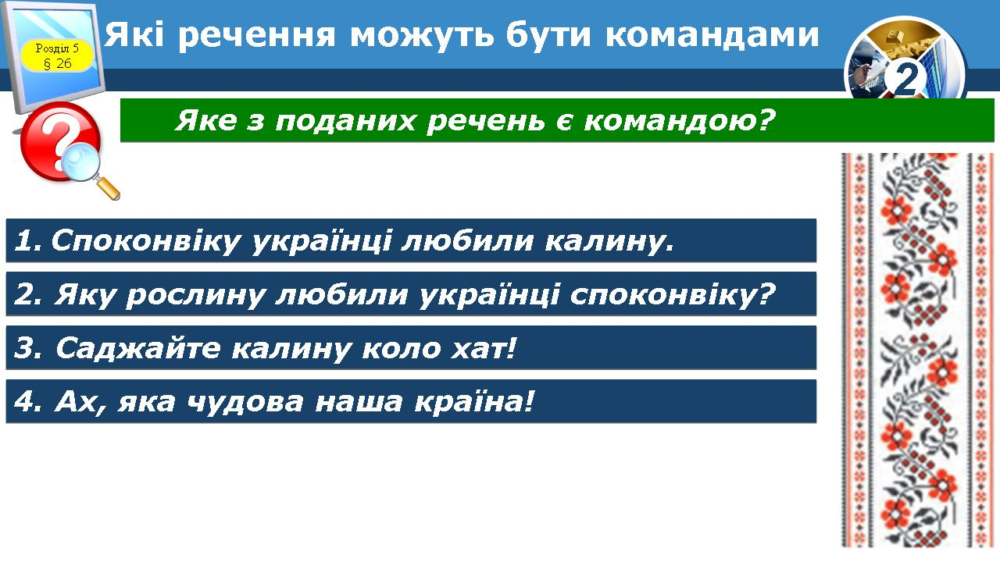 Які речення можуть бути командами
Розділ 5
§ 26
2
Яке з поданих речень є командою?
1. Споконвіку українці любили калину.
2. Яку рослину любили українці споконвіку?
3. Саджайте калину коло хат!
4. Ах, яка чудова наша країна!